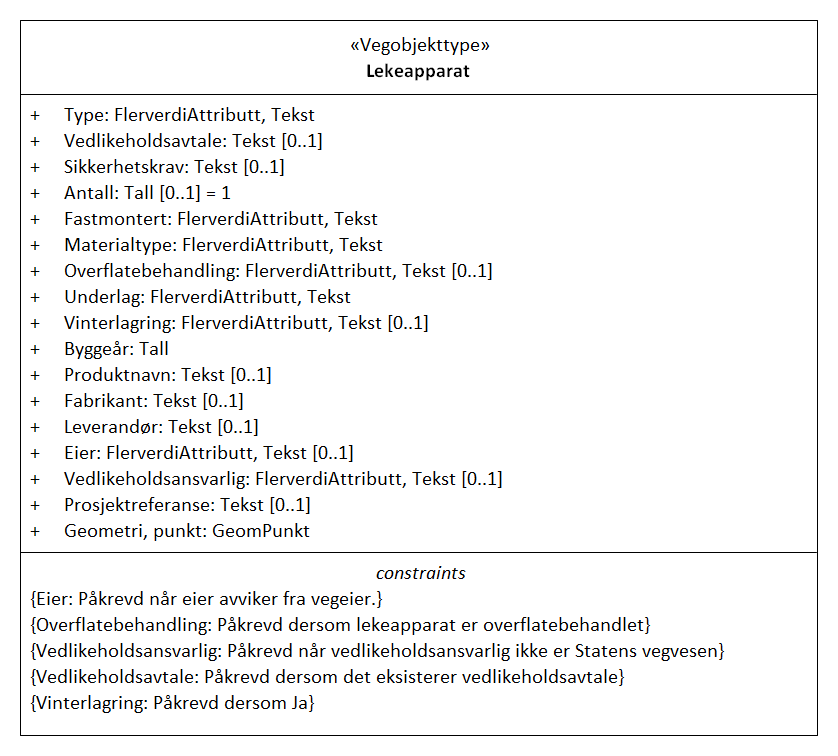 «Vegobjekttype»
Lekeapparat
+ Type: FlerverdiAttributt, Tekst
+ Vedlikeholdsavtale: Tekst [0..1]
+ Sikkerhetskrav: Tekst [0..1]
+ Antall: Tall [0..1] = 1
+ Fastmontert: FlerverdiAttributt, Tekst
+ Materialtype: FlerverdiAttributt, Tekst
+ Overflatebehandling: FlerverdiAttributt, Tekst [0..1]
+ Underlag: FlerverdiAttributt, Tekst
+ Vinterlagring: FlerverdiAttributt, Tekst [0..1]
+ Byggeår: Tall
+ Produktnavn: Tekst [0..1]
+ Fabrikant: Tekst [0..1]
+ Leverandør: Tekst [0..1]
+ Eier: FlerverdiAttributt, Tekst [0..1]
+ Vedlikeholdsansvarlig: FlerverdiAttributt, Tekst [0..1]
+ Prosjektreferanse: Tekst [0..1]
+ Geometri, punkt: GeomPunkt
constraints
{Eier: Påkrevd når eier avviker fra vegeier.}
{Overflatebehandling: Påkrevd dersom lekeapparat er overflatebehandlet}
{Vedlikeholdsansvarlig: Påkrevd når vedlikeholdsansvarlig ikke er Statens vegvesen}
{Vedlikeholdsavtale: Påkrevd dersom det eksisterer vedlikeholdsavtale}
{Vinterlagring: Påkrevd dersom Ja}